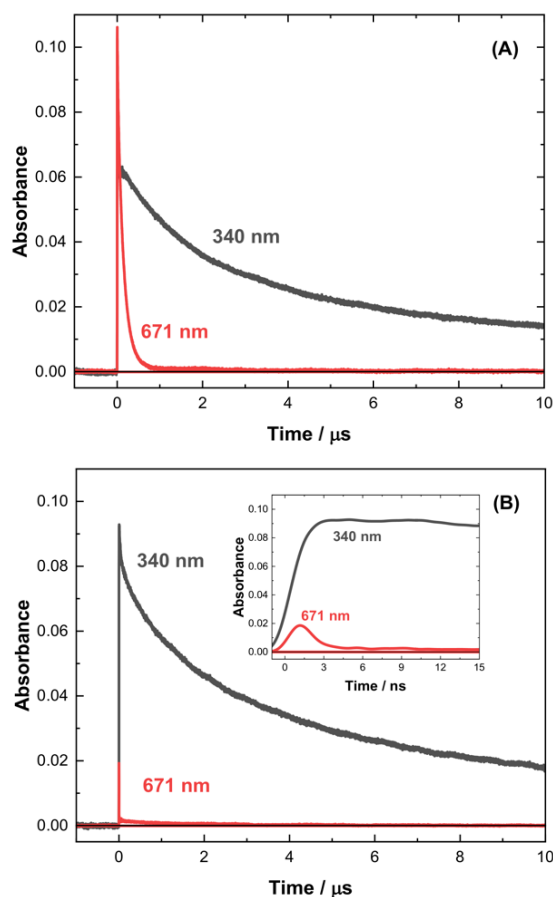 (A)
0.10
0.08
0.06
0.04
0.02
0.00
Absorbance
340 nm
671 nm
0 2 4 6 8 10
Time / μs
(B)
0.10
0.08
0.06
0.04
0.02
0.00
Absorbance
340 nm
671 nm
0.10
0.08
0.06
0.04
0.02
0.00
Absorbance
340 nm
671 nm
0 3 6 9 12 15
Time / ns
0 2 4 6 8 10
Time / μs